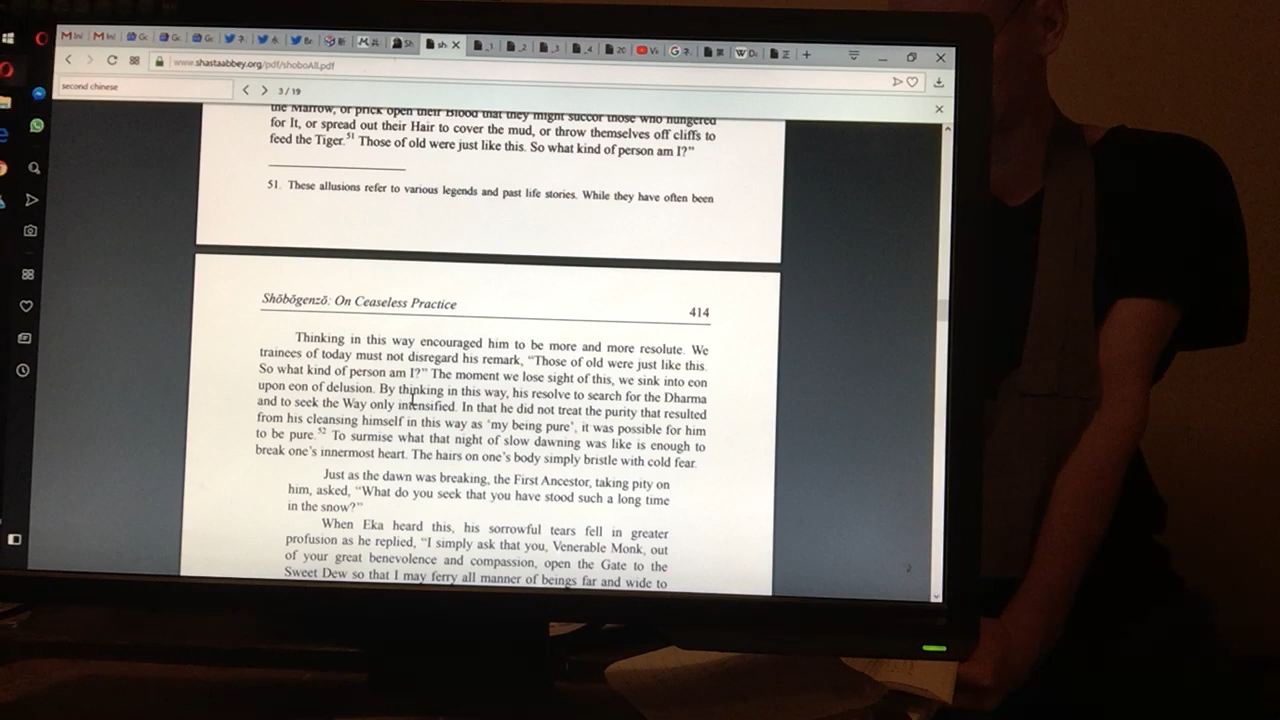 www.shastaabbey.org/pdf/shoboAll.pdf
second chinese
3 / 19
the Marrow, or prick open their Blood that they might succor those who hungered
for It, or spread out their Hair to cover the mud, or throw themselves off cliffs to
feed the Tiger.51 Those of old were just like this. So what kind of person am I?”
51. These allusions refer to various legends and past life stories. While they have often been
Shōbōgenzō: On Ceaseless Practice
414
Thinking in this way encouraged him to be more and more resolute. We
trainees of today must not disregard his remark, “Those of old were just like this.
So what kind of person am I?” The moment we lose sight of this, we sink into eon
upon eon of delusion. By thinking in this way, his resolve to search for the Dharma
and to seek the Way only intensified. In that he did not treat the purity that resulted
from his cleansing himself in this way as ‘my being pure’, it was possible for him
to be pure.52 To surmise what that night of slow dawning was like is enough to
break one’s innermost heart. The hairs on one’s body simply bristle with cold fear.
Just as the dawn was breaking, the First Ancestor, taking pity on
him, asked, “What do you seek that you have stood such a long time
in the snow?”
When Eka heard this, his sorrowful tears fell in greater
profusion as he replied, “I simply ask that you, Venerable Monk, out
of your great benevolence and compassion, open the Gate to the
Sweet Dew so that I may ferry all manner of beings far and wide to